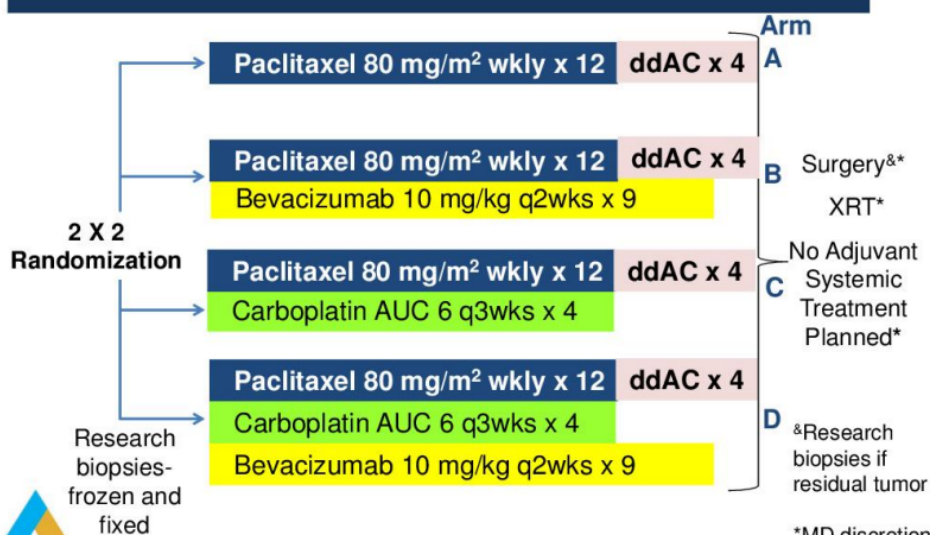 Arm
Paclitaxel 80 mg/m² wkly x 12 ddAC x 4 A
Paclitaxel 80 mg/m² wkly x 12 ddAC x 4 B
Bevacizumab 10 mg/kg q2wks x 9
Surgery&*
XRT*
2 X 2
Randomization
Paclitaxel 80 mg/m² wkly x 12 ddAC x 4 C
Carboplatin AUC 6 q3wks x 4
No Adjuvant
Systemic
Treatment
Planned*
Paclitaxel 80 mg/m² wkly x 12 ddAC x 4 D
Carboplatin AUC 6 q3wks x 4
Bevacizumab 10 mg/kg q2wks x 9
Research
biopsies-
frozen and
fixed
&Research
biopsies if
residual tumor
*MD discretion